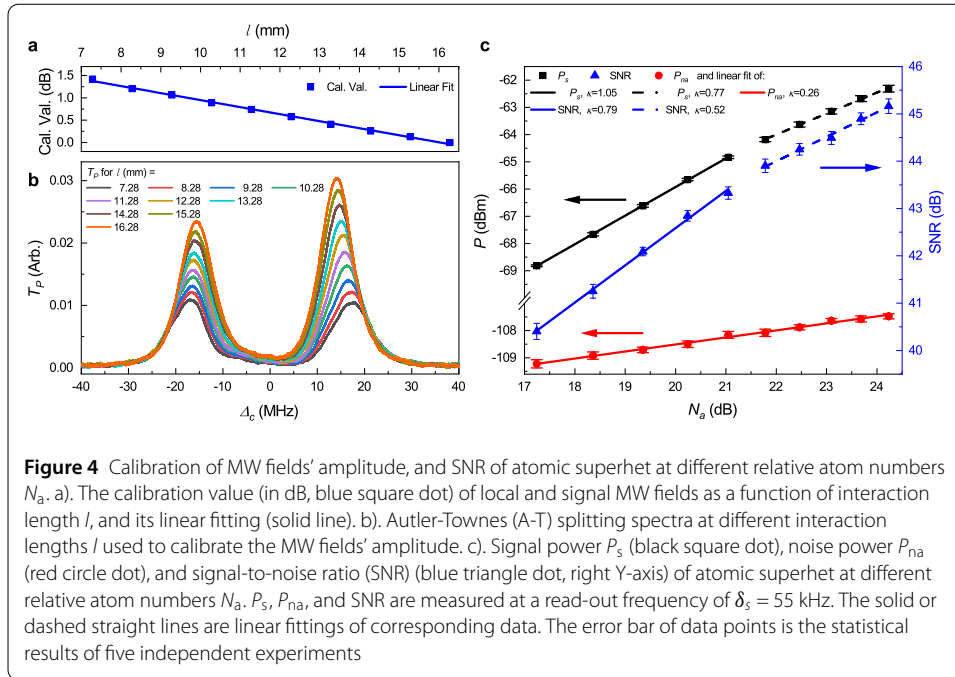 a
l (mm)
7 8 9 10 11 12 13 14 15 16
Cal. Val. (dB)
1.5
1.0
0.5
0.0
Cal. Val. Linear Fit
b
T_P for l (mm) =
7.28 8.28 9.28 10.28
11.28 12.28 13.28
14.28 15.28
16.28
T_P (Arb.)
0.03
0.02
0.01
0.00
-40 -30 -20 -10 0 10 20 30 40
Δ_c (MHz)
c
P_s SNR P_na and linear fit of:
P_s, κ=1.05 P_s, κ=0.77 P_na, κ=0.26
SNR, κ=0.79 SNR, κ=0.52
P (dBm)
-62
-63
-64
-65
-66
-67
-68
-69
-108
-109
SNR (dB)
46
45
44
43
42
41
40
17 18 19 20 21 22 23 24
N_a (dB)
Figure 4 Calibration of MW fields' amplitude, and SNR of atomic superhet at different relative atom numbers
N_a. a). The calibration value (in dB, blue square dot) of local and signal MW fields as a function of interaction
length l, and its linear fitting (solid line). b). Autler-Townes (A-T) splitting spectra at different interaction
lengths l used to calibrate the MW fields' amplitude. c). Signal power P_s (black square dot), noise power P_na
(red circle dot), and signal-to-noise ratio (SNR) (blue triangle dot, right Y-axis) of atomic superhet at different
relative atom numbers N_a. P_s, P_na, and SNR are measured at a read-out frequency of δ_s = 55 kHz. The solid or
dashed straight lines are linear fittings of corresponding data. The error bar of data points is the statistical
results of five independent experiments